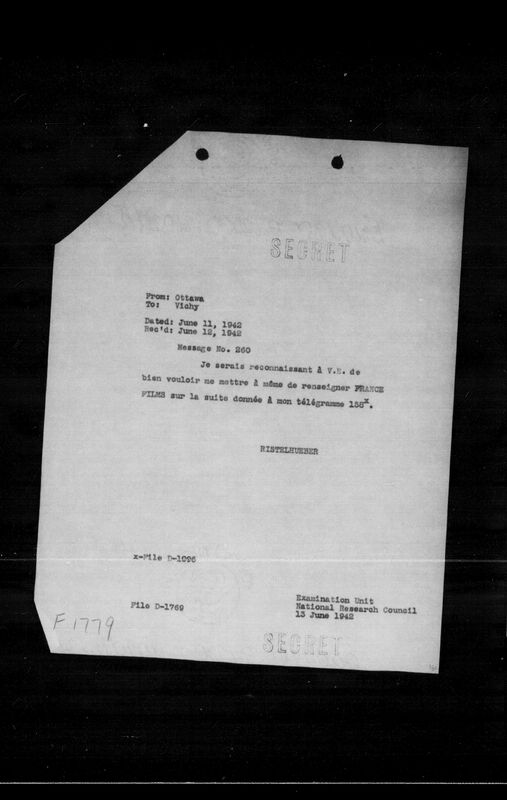 SECRET
From: Ottawa
To: Vichy
Dated: June 11, 1942
Rec'd: June 12, 1942
Message No. 260
Je serais reconnaissant à V.E. de
bien vouloir me mettre à même de renseigner FRANCE
FILMS sur la suite donnée à mon télégramme 158x.
RISTELHUEBER
x-File D-1096
File D-1769
Examination Unit
National Research Council
13 June 1942
F1779
SECRET